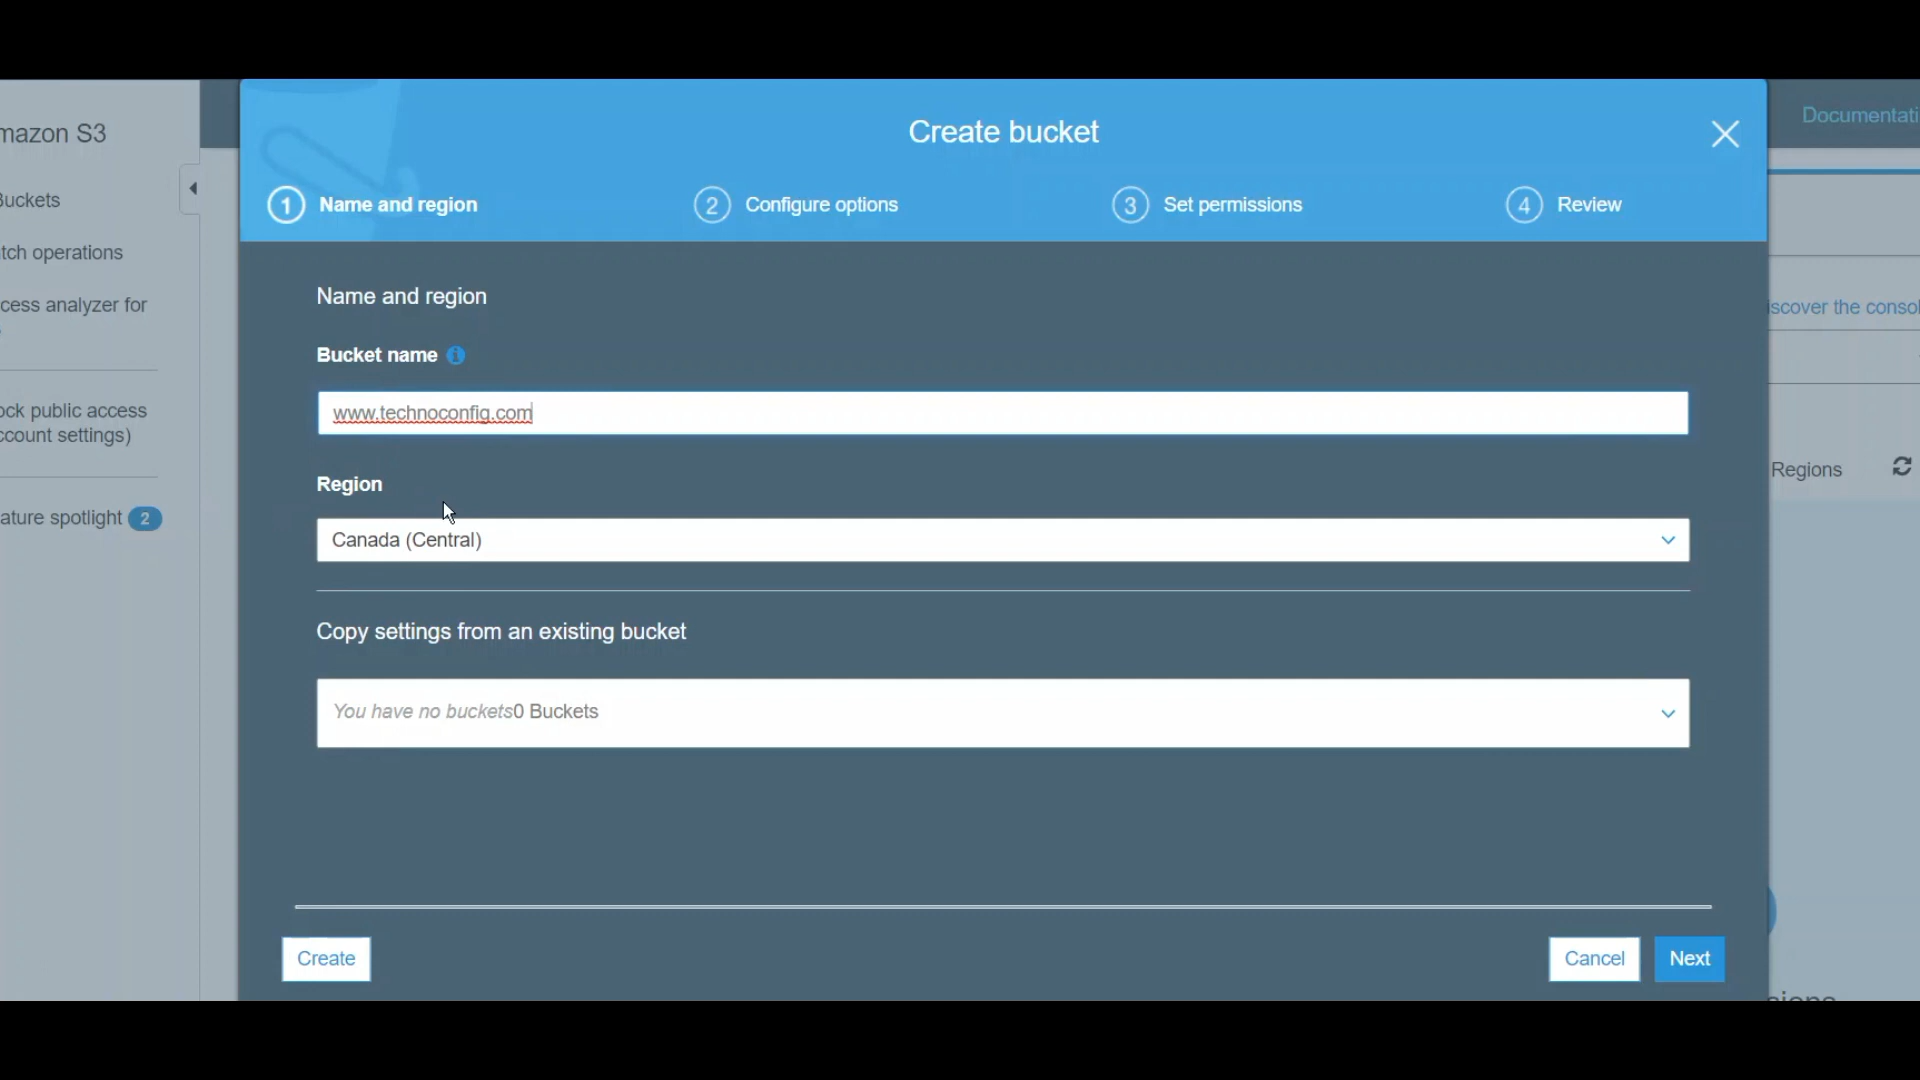 Create bucket
Documentati
mazon S3
1 Name and region
2 Configure options
3 Set permissions
4 Review
Buckets
tch operations
cess analyzer for
Name and region
iscover the consol
Bucket name
www.technoconfig.com
ock public access
ccount settings)
Region
Regions
ature spotlight 2
Canada (Central)
Copy settings from an existing bucket
You have no buckets0 Buckets
Create
Cancel
Next